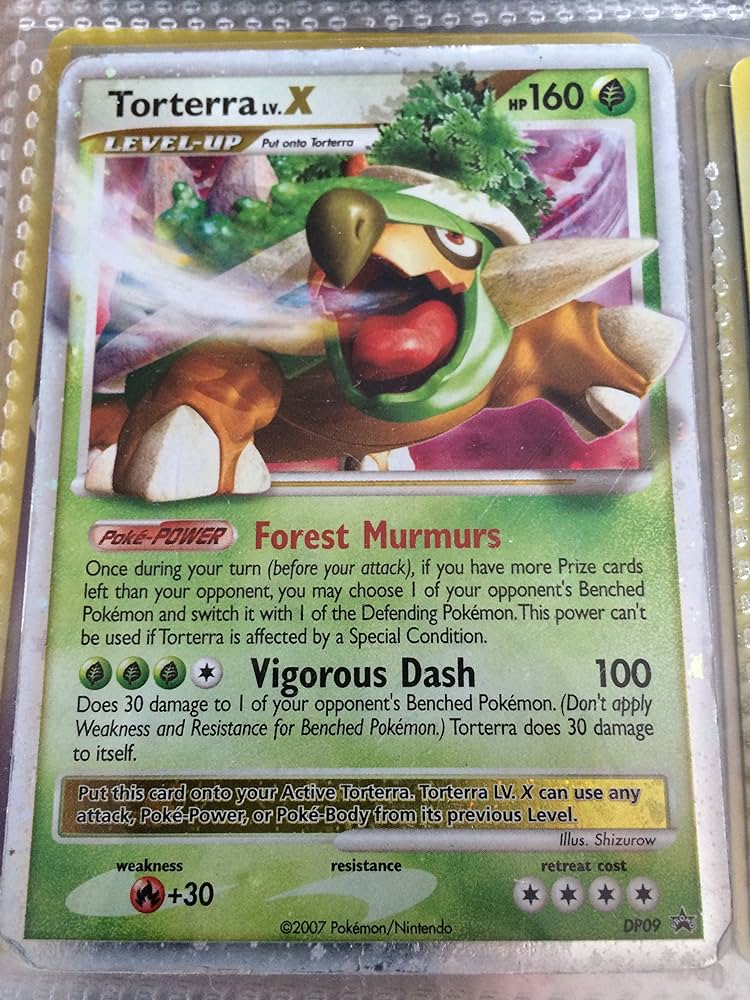 Torterra LV.X HP 160
LEVEL-UP Put onto Torterra
Poké-POWER Forest Murmurs
Once during your turn (before your attack), if you have more Prize cards
left than your opponent, you may choose 1 of your opponent's Benched
Pokémon and switch it with 1 of the Defending Pokémon. This power can't
be used if Torterra is affected by a Special Condition.
Vigorous Dash 100
Does 30 damage to 1 of your opponent's Benched Pokémon. (Don't apply
Weakness and Resistance for Benched Pokémon.) Torterra does 30 damage
to itself.
Put this card onto your Active Torterra. Torterra LV. X can use any
attack, Poké-Power, or Poké-Body from its previous Level.
Illus. Shizurow
weakness resistance retreat cost
+30
©2007 Pokémon/Nintendo DP09 PROMO